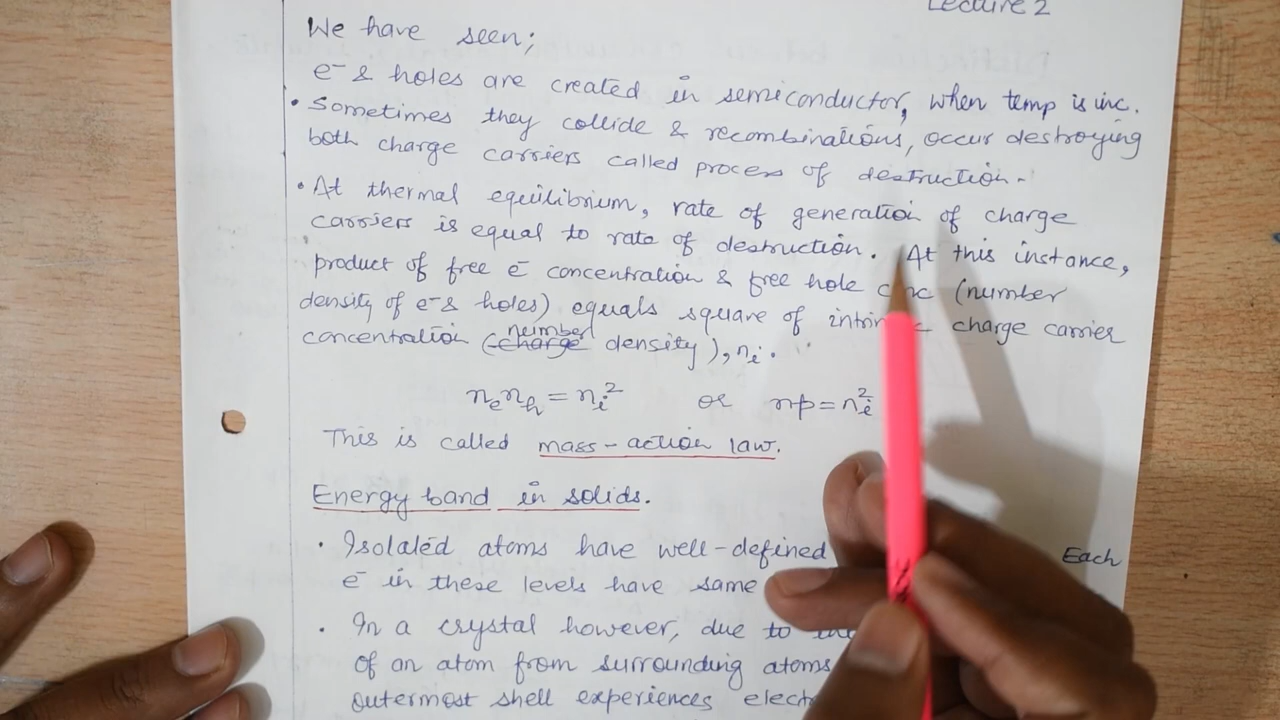 Lecture 2
We have seen;
e⁻ & holes are created in semiconductor, when temp is inc.
• Sometimes they collide & recombinations, occur destroying
both charge carriers called process of destruction.
• At thermal equilibrium, rate of generation of charge
carriers is equal to rate of destruction. At this instance,
product of free e⁻ concentration & free hole (number
density of e⁻ & holes) equals square of charge carrier
concentration (charge number density), nᵢ.
nₑnₕ = nᵢ² or np = nᵢ²
This is called mass-action law.
Energy band in solids.
• Isolated atoms have well-defined Each
e⁻ in these levels have same
• In a crystal however, due to
of an atom from surrounding atoms
outermost shell experiences